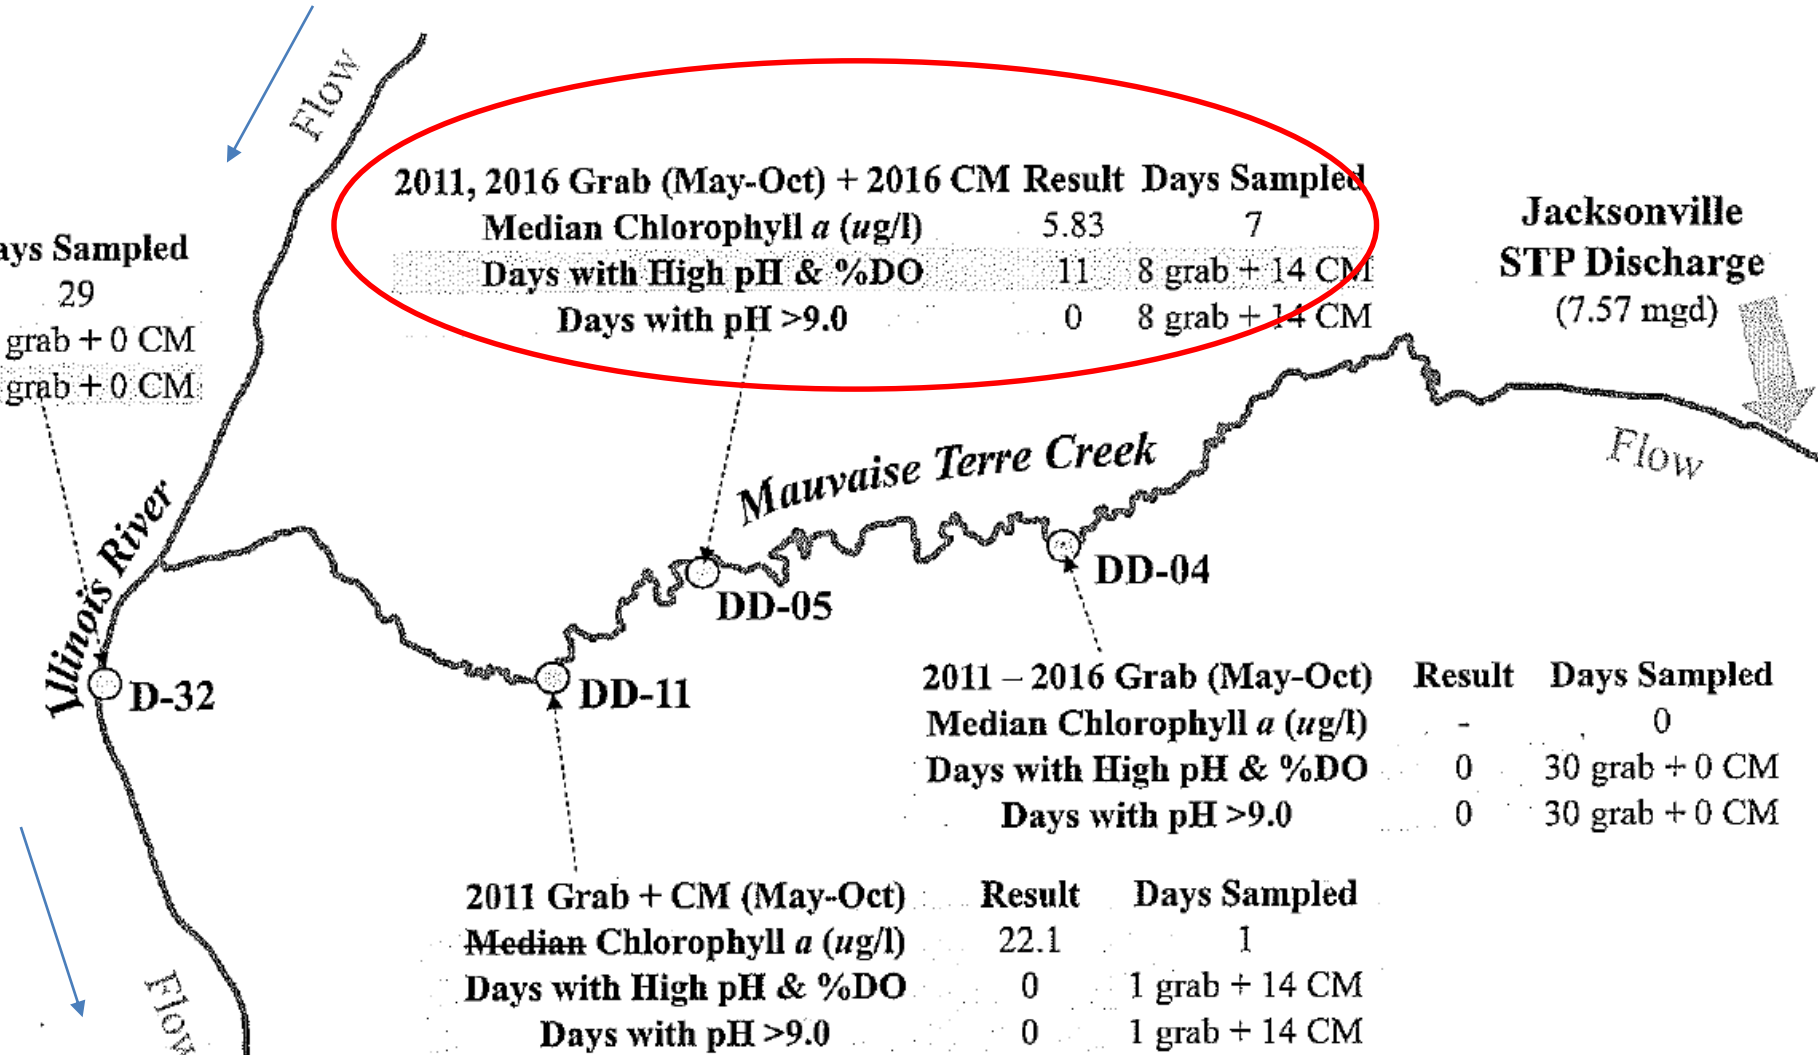 Flow
2011, 2016 Grab (May-Oct) + 2016 CM Result Days Sampled
Median Chlorophyll a (ug/l) 5.83 7
Days with High pH & %DO 11 8 grab + 14 CM
Days with pH >9.0 0 8 grab + 14 CM
Jacksonville
STP Discharge
(7.57 mgd)
Sampled
29
grab + 0 CM
grab + 0 CM
Flow
Mauvaise Terre Creek
Illinois River
DD-04
DD-05
DD-11
D-32
2011 – 2016 Grab (May-Oct) Result Days Sampled
Median Chlorophyll a (ug/l) - 0
Days with High pH & %DO 0 30 grab + 0 CM
Days with pH >9.0 0 30 grab + 0 CM
2011 Grab + CM (May-Oct) Result Days Sampled
Median Chlorophyll a (ug/l) 22.1 1
Days with High pH & %DO 0 1 grab + 14 CM
Days with pH >9.0 0 1 grab + 14 CM
Flow